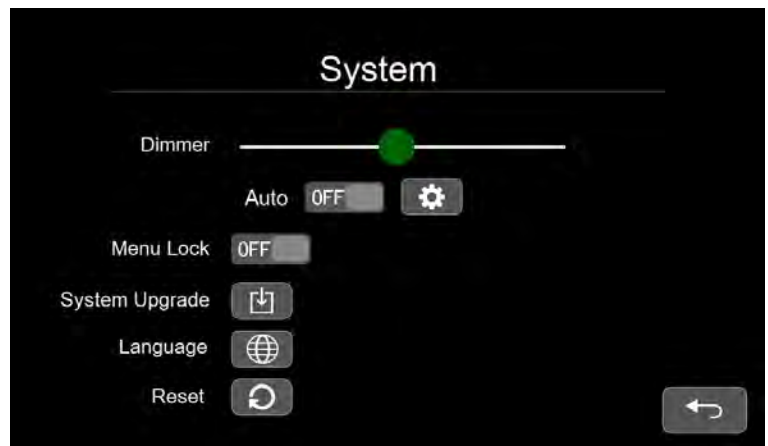 System
Dimmer
Auto OFF
Menu Lock OFF
System Upgrade
Language
Reset